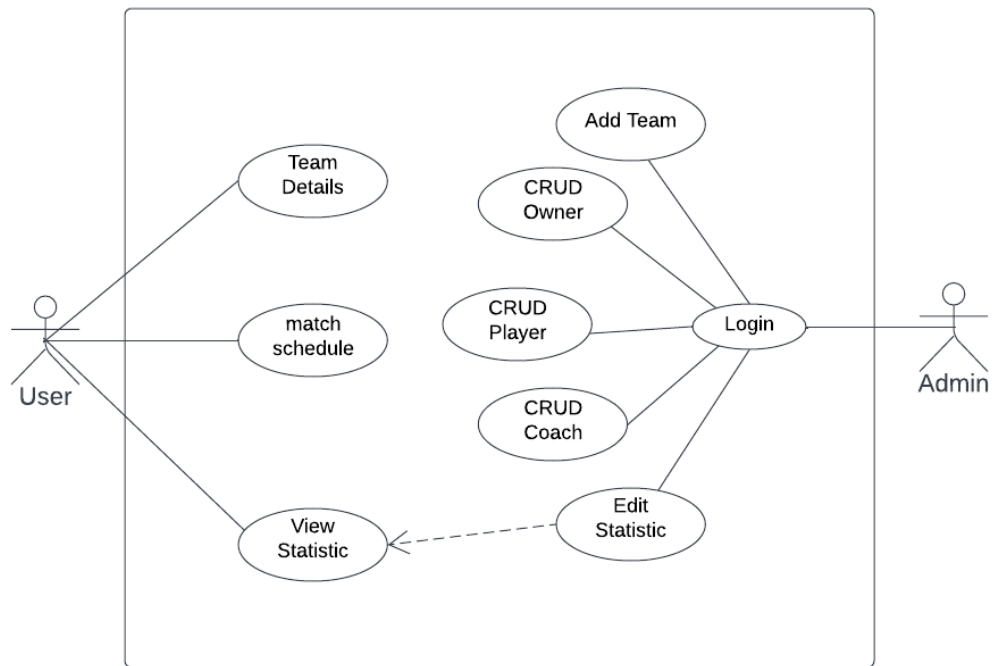 Add Team
Team
Details
CRUD
Owner
CRUD
Player
match
schedule
Login
User
Admin
CRUD
Coach
View
Statistic
Edit
Statistic